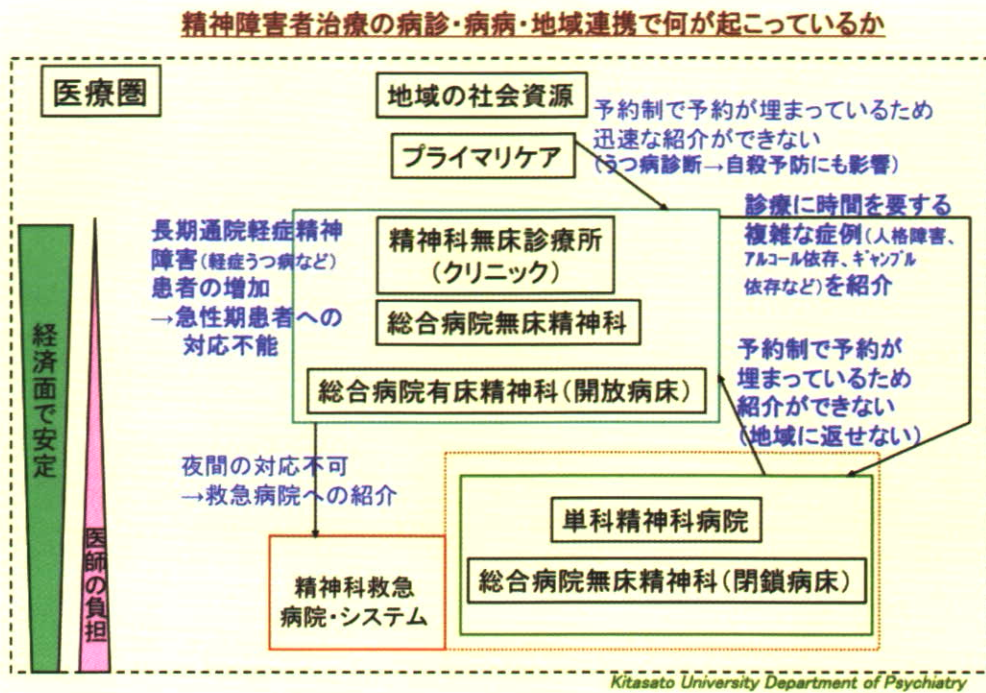 精神障害者治療の病診・病病・地域連携で何が起こっているか
医療圏
地域の社会資源
プライマリケア
予約制で予約が埋まっているため
迅速な紹介ができない
(うつ病診断→自殺予防にも影響)
長期通院軽症精神
障害(軽症うつ病など)
患者の増加
→急性期患者への
対応不能
精神科無床診療所
(クリニック)
総合病院無床精神科
総合病院有床精神科(開放病床)
診療に時間を要する
複雑な症例(人格障害、
アルコール依存、ギャンブル
依存など)を紹介
予約制で予約が
埋まっているため
紹介ができない
(地域に返せない)
経済面で安定
医師の負担
夜間の対応不可
→救急病院への紹介
精神科救急
病院・システム
単科精神科病院
総合病院無床精神科(閉鎖病床)
Kitasato University Department of Psychiatry